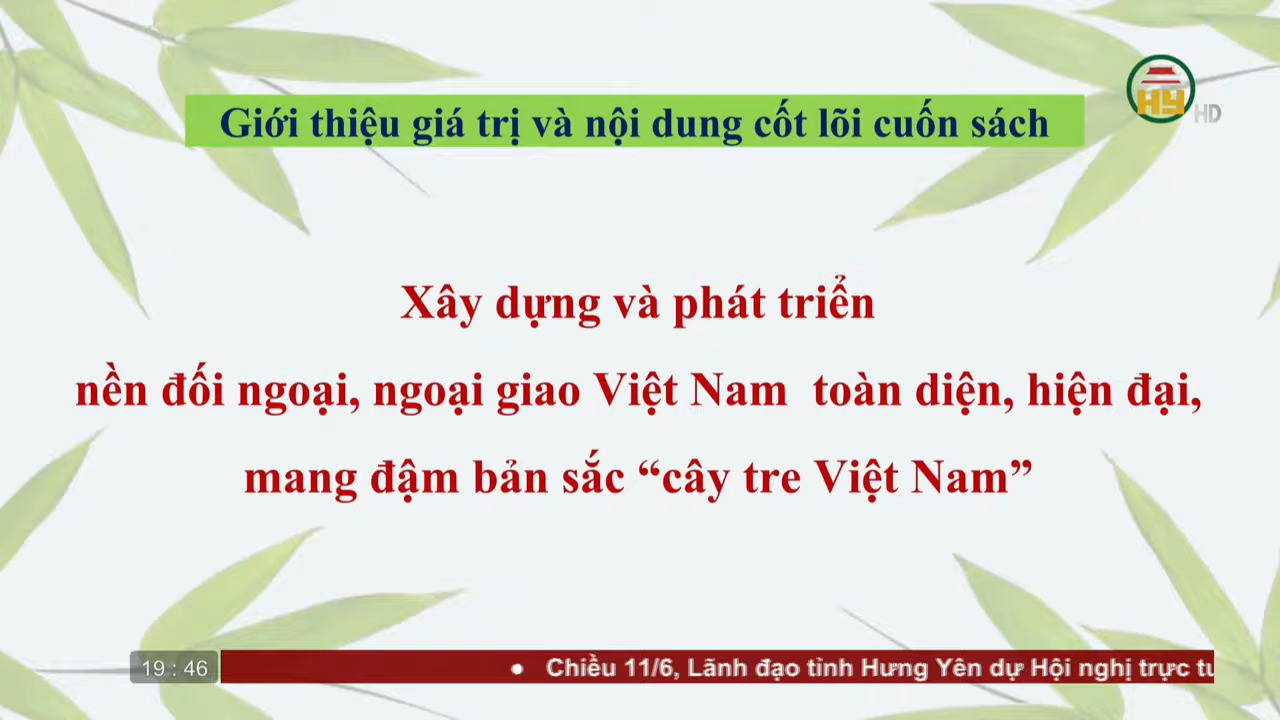 Giới thiệu giá trị và nội dung cốt lõi cuốn sách
HY HD
Xây dựng và phát triển
nền đối ngoại, ngoại giao Việt Nam toàn diện, hiện đại,
mang đậm bản sắc “cây tre Việt Nam”
19 : 46
● Chiều 11/6, Lãnh đạo tỉnh Hưng Yên dự Hội nghị trực